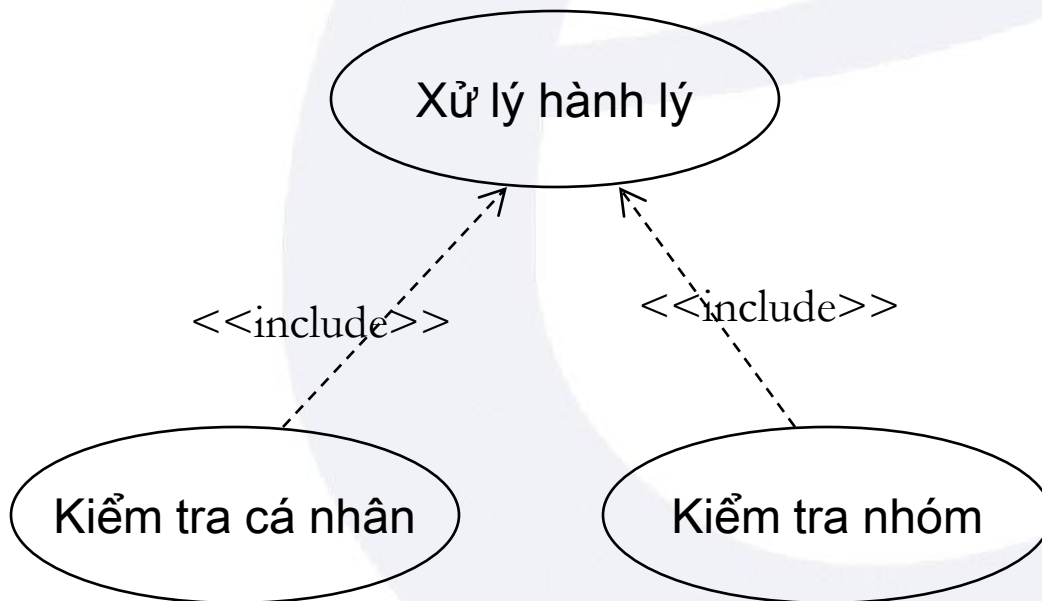 Xử lý hành lý
<<include>>
<<include>>
Kiểm tra cá nhân
Kiểm tra nhóm